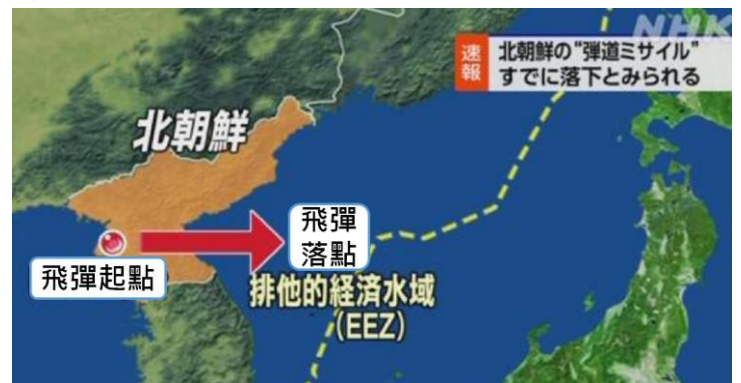 NHK
速報
北朝鮮の“弾道ミサイル”
すでに落下とみられる
北朝鮮
飛彈
落點
飛彈起點
排他的経済水域
(EEZ)